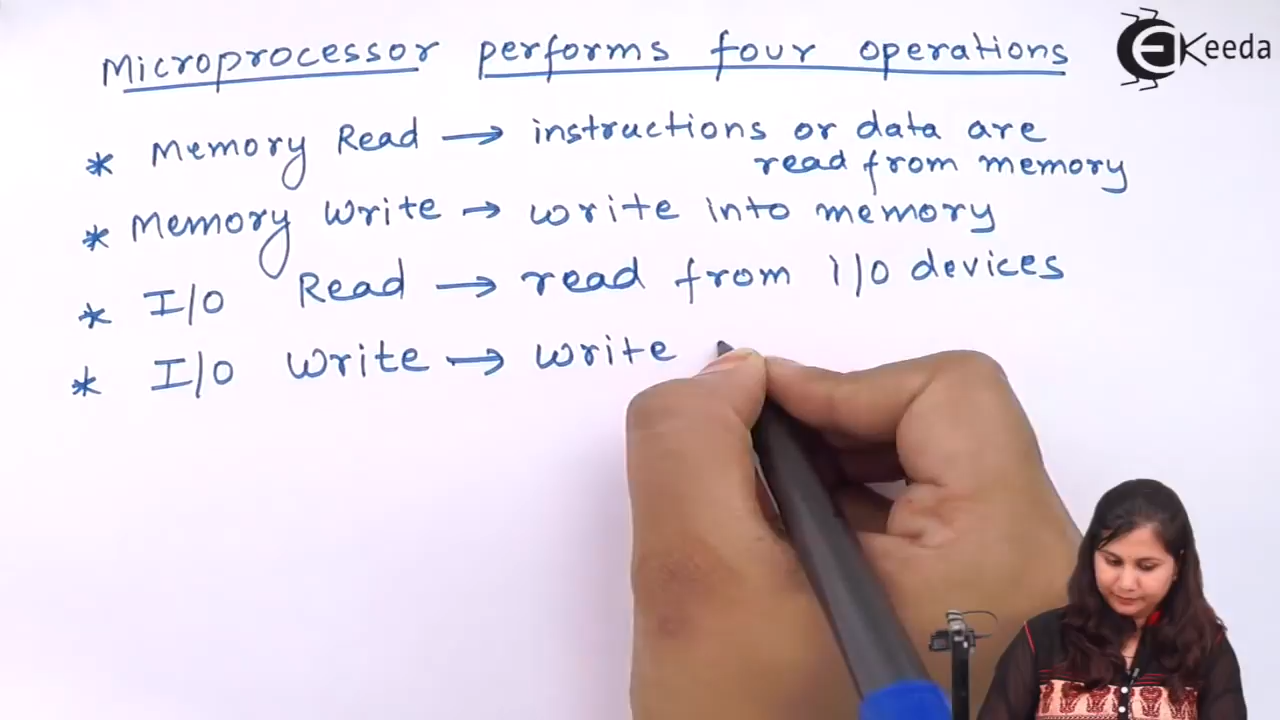 Microprocessor performs four operations
* Memory Read → instructions or data are
read from memory
* Memory Write → write into memory
* I/O Read → read from I/O devices
* I/O Write → write
Ekeeda